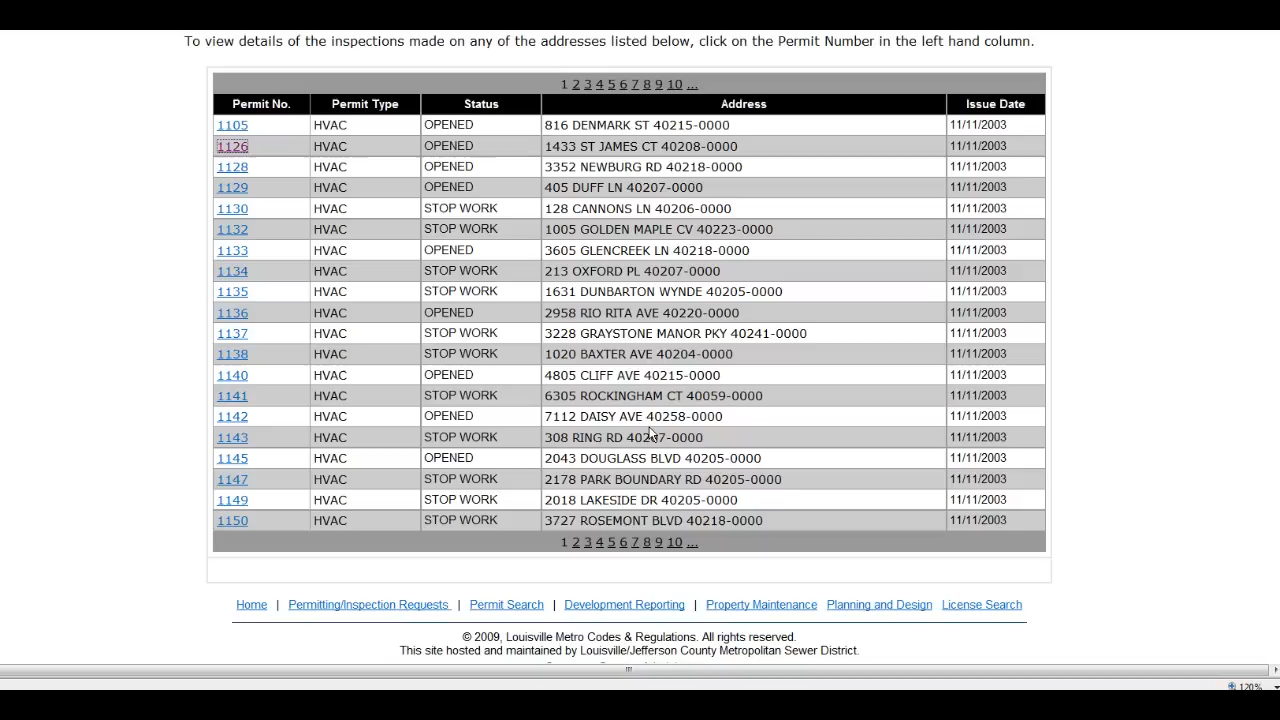 To view details of the inspections made on any of the addresses listed below, click on the Permit Number in the left hand column.
1 2 3 4 5 6 7 8 9 10 ...
Permit No. Permit Type Status Address Issue Date
1105 HVAC OPENED 816 DENMARK ST 40215-0000 11/11/2003
1126 HVAC OPENED 1433 ST JAMES CT 40208-0000 11/11/2003
1128 HVAC OPENED 3352 NEWBURG RD 40218-0000 11/11/2003
1129 HVAC OPENED 405 DUFF LN 40207-0000 11/11/2003
1130 HVAC STOP WORK 128 CANNONS LN 40206-0000 11/11/2003
1132 HVAC STOP WORK 1005 GOLDEN MAPLE CV 40223-0000 11/11/2003
1133 HVAC OPENED 3605 GLENCREEK LN 40218-0000 11/11/2003
1134 HVAC STOP WORK 213 OXFORD PL 40207-0000 11/11/2003
1135 HVAC STOP WORK 1631 DUNBARTON WYNDE 40205-0000 11/11/2003
1136 HVAC OPENED 2958 RIO RITA AVE 40220-0000 11/11/2003
1137 HVAC STOP WORK 3228 GRAYSTONE MANOR PKY 40241-0000 11/11/2003
1138 HVAC STOP WORK 1020 BAXTER AVE 40204-0000 11/11/2003
1140 HVAC OPENED 4805 CLIFF AVE 40215-0000 11/11/2003
1141 HVAC STOP WORK 6305 ROCKINGHAM CT 40059-0000 11/11/2003
1142 HVAC OPENED 7112 DAISY AVE 40258-0000 11/11/2003
1143 HVAC STOP WORK 308 RING RD 40207-0000 11/11/2003
1145 HVAC OPENED 2043 DOUGLASS BLVD 40205-0000 11/11/2003
1147 HVAC STOP WORK 2178 PARK BOUNDARY RD 40205-0000 11/11/2003
1149 HVAC STOP WORK 2018 LAKESIDE DR 40205-0000 11/11/2003
1150 HVAC STOP WORK 3727 ROSEMONT BLVD 40218-0000 11/11/2003
1 2 3 4 5 6 7 8 9 10 ...
Home | Permitting/Inspection Requests | Permit Search | Development Reporting | Property Maintenance Planning and Design License Search
© 2009, Louisville Metro Codes & Regulations. All rights reserved.
This site hosted and maintained by Louisville/Jefferson County Metropolitan Sewer District.
120%